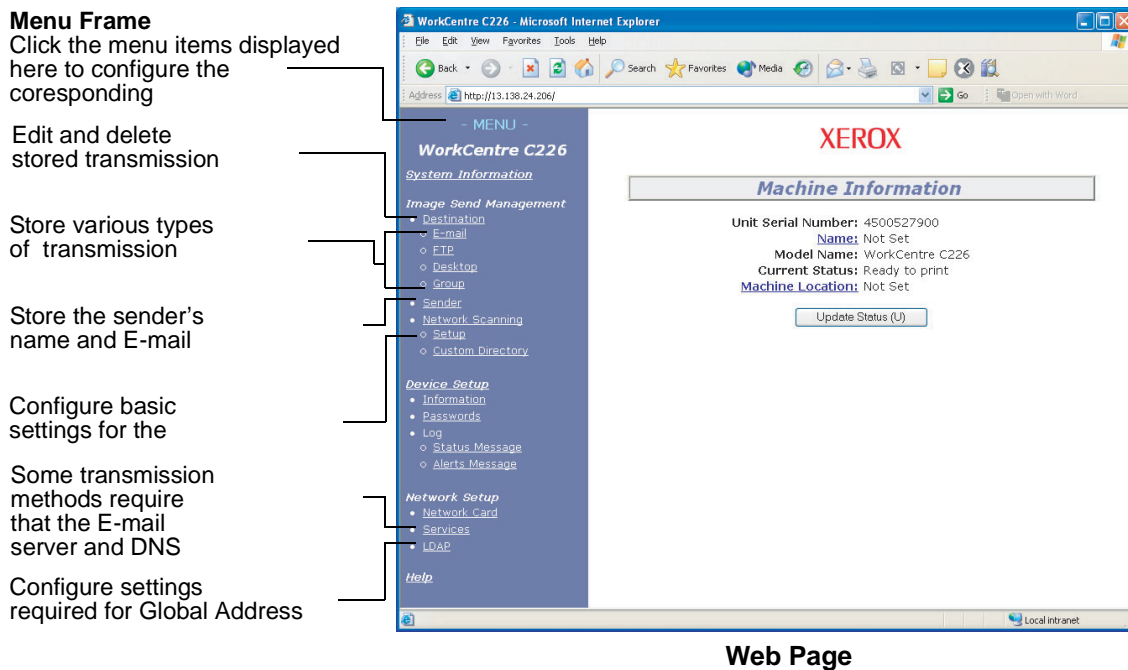 Menu Frame
Click the menu items displayed
here to configure the
coresponding
Edit and delete
stored transmission
Store various types
of transmission
Store the sender's
name and E-mail
Configure basic
settings for the
Some transmission
methods require
that the E-mail
server and DNS
Configure settings
required for Global Address
WorkCentre C226 - Microsoft Internet Explorer
File Edit View Favorites Tools Help
Back Search Favorites Media
Address http://13.138.24.206/ Go Open with Word
- MENU -
WorkCentre C226
System Information
Image Send Management
Destination
E-mail
FTP
Desktop
Group
Sender
Network Scanning
Setup
Custom Directory
Device Setup
Information
Passwords
Log
Status Message
Alerts Message
Network Setup
Network Card
Services
LDAP
Help
XEROX
Machine Information
Unit Serial Number: 4500527900
Name: Not Set
Model Name: WorkCentre C226
Current Status: Ready to print
Machine Location: Not Set
Update Status (U)
Local intranet
Web Page